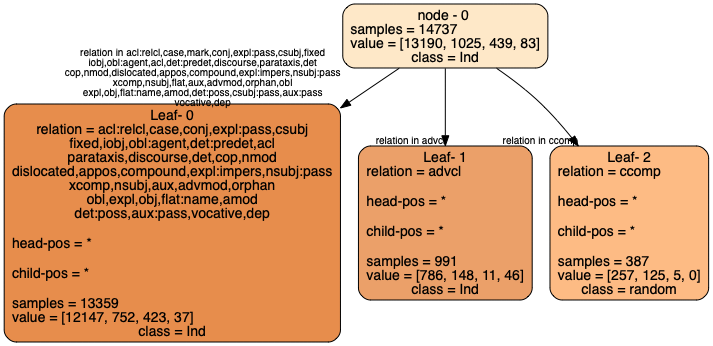 node - 0
samples = 14737
value = [13190, 1025, 439, 83]
class = Ind
relation in acl:relcl,case,mark,conj,expl:pass,csubj,fixed
iobj,obl:agent,acl,det:predet,discourse,parataxis,det
cop,nmod,dislocated,appos,compound,expl:impers,nsubj:pass
xcomp,nsubj,flat,aux,advmod,orphan,obl
expl,obj,flat:name,amod,det:poss,csubj:pass,aux:pass
vocative,dep
Leaf- 0
relation = acl:relcl,case,conj,expl:pass,csubj
fixed,iobj,obl:agent,det:predet,acl
parataxis,discourse,det,cop,nmod
dislocated,appos,compound,expl:impers,nsubj:pass
xcomp,nsubj,aux,advmod,orphan
obl,expl,obj,flat:name,amod
det:poss,aux:pass,vocative,dep
head-pos = *
child-pos = *
samples = 13359
value = [12147, 752, 423, 37]
class = Ind
relation in advcl
Leaf- 1
relation = advcl
head-pos = *
child-pos = *
samples = 991
value = [786, 148, 11, 46]
class = Ind
relation in ccomp
Leaf- 2
relation = ccomp
head-pos = *
child-pos = *
samples = 387
value = [257, 125, 5, 0]
class = random